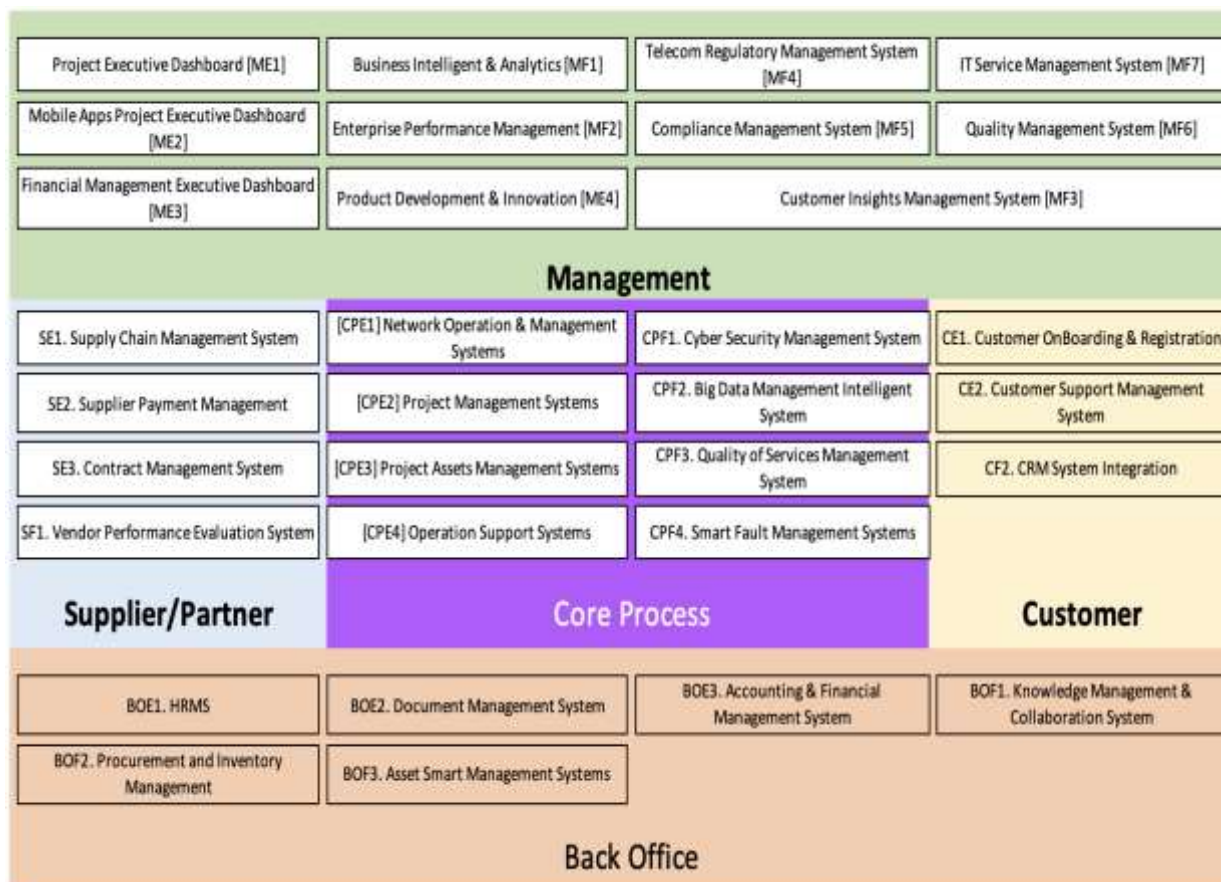 Project Executive Dashboard [ME1]
Business Intelligent & Analytics [MF1]
Telecom Regulatory Management System
[MF4]
IT Service Management System [MF7]
Mobile Apps Project Executive Dashboard
[ME2]
Enterprise Performance Management [MF2]
Compliance Management System [MF5]
Quality Management System [MF6]
Financial Management Executive Dashboard
[ME3]
Product Development & Innovation [ME4]
Customer Insights Management System [MF3]
Management
SE1. Supply Chain Management System
[CPE1] Network Operation & Management
Systems
CPF1. Cyber Security Management System
CE1. Customer OnBoarding & Registration
SE2. Supplier Payment Management
[CPE2] Project Management Systems
CPF2. Big Data Management Intelligent
System
CE2. Customer Support Management
System
SE3. Contract Management System
[CPE3] Project Assets Management Systems
CPF3. Quality of Services Management
System
CF2. CRM System Integration
SF1. Vendor Performance Evaluation System
[CPE4] Operation Support Systems
CPF4. Smart Fault Management Systems
Supplier/Partner
Core Process
Customer
BOE1. HRMS
BOE2. Document Management System
BOE3. Accounting & Financial
Management System
BOF1. Knowledge Management &
Collaboration System
BOF2. Procurement and Inventory
Management
BOF3. Asset Smart Management Systems
Back Office